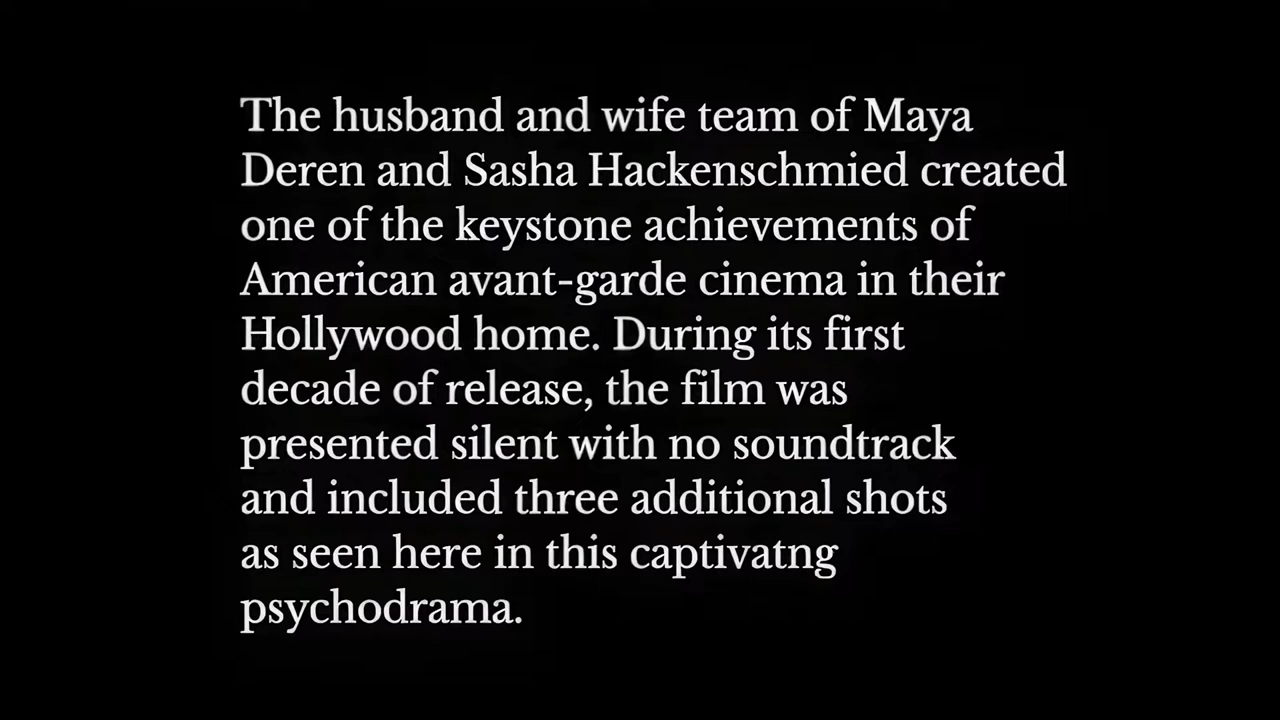 The husband and wife team of Maya
Deren and Sasha Hackenschmied created
one of the keystone achievements of
American avant-garde cinema in their
Hollywood home. During its first
decade of release, the film was
presented silent with no soundtrack
and included three additional shots
as seen here in this captivatng
psychodrama.